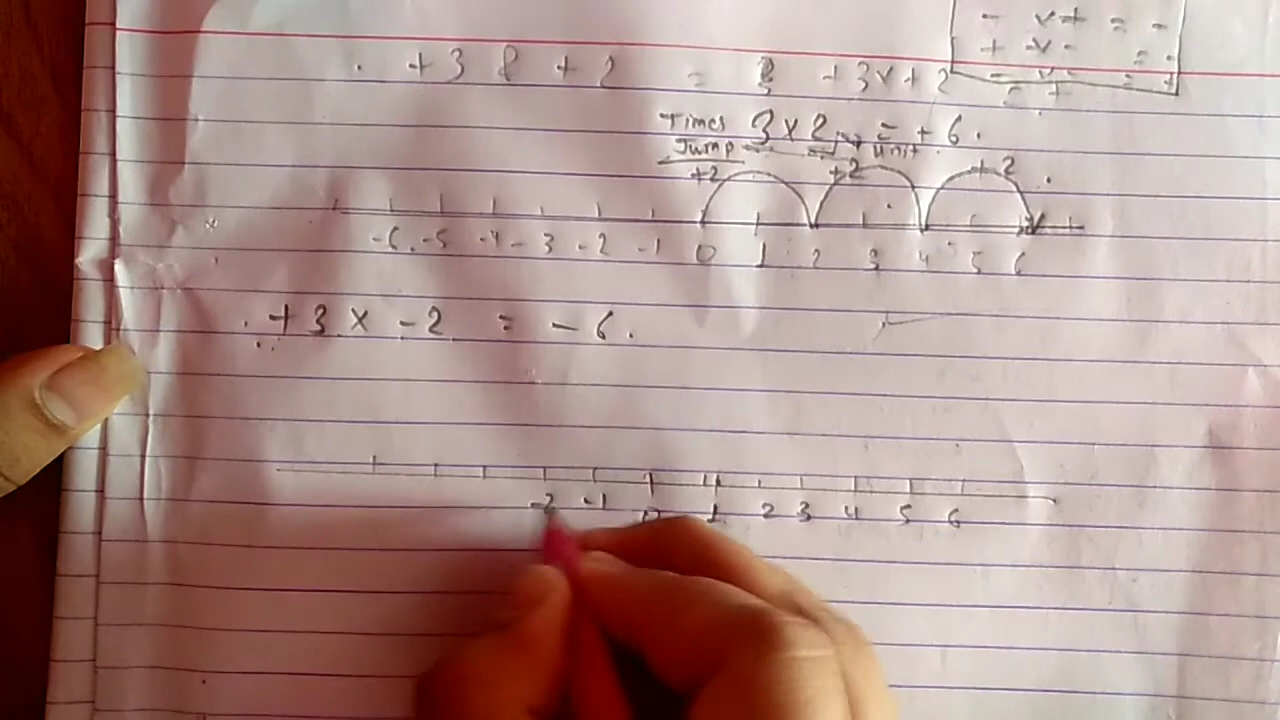 - x + = -
+ x - = -
- x - = +
. +3 & +2 = +3x+2
Times 3 x 2 = +6.
Jump Unit
+2 +2 +2 .
-6 -5 -4 -3 -2 -1 0 1 2 3 4 5 6
. +3 x -2 = -6.
-2 -1 0 1 2 3 4 5 6